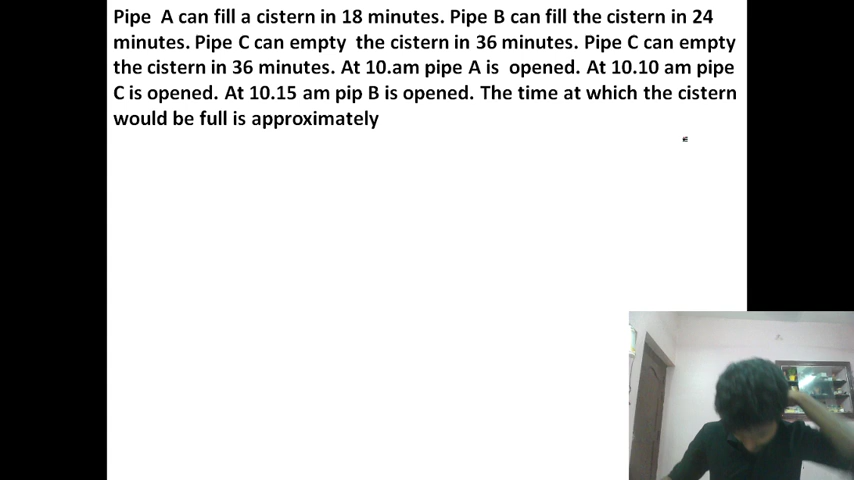 Pipe A can fill a cistern in 18 minutes. Pipe B can fill the cistern in 24
minutes. Pipe C can empty the cistern in 36 minutes. Pipe C can empty
the cistern in 36 minutes. At 10.am pipe A is opened. At 10.10 am pipe
C is opened. At 10.15 am pip B is opened. The time at which the cistern
would be full is approximately